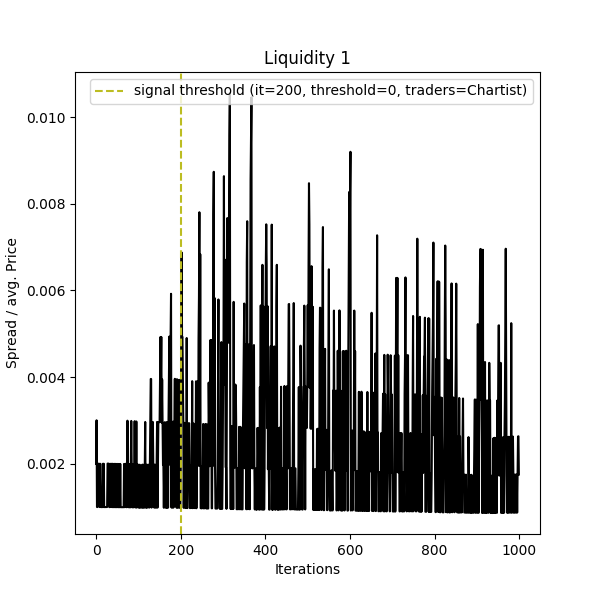 Liquidity 1
signal threshold (it=200, threshold=0, traders=Chartist)
0.010
0.008
0.006
0.004
0.002
Spread / avg. Price
0
200
400
600
800
1000
Iterations